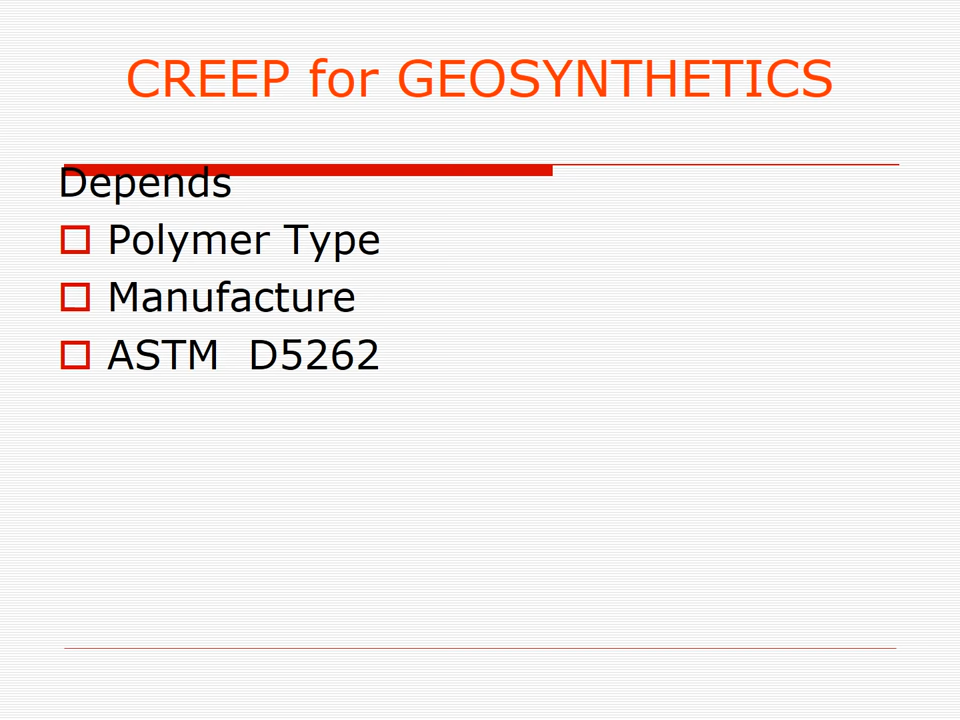 CREEP for GEOSYNTHETICS
Depends
Polymer Type
Manufacture
ASTM  D5262